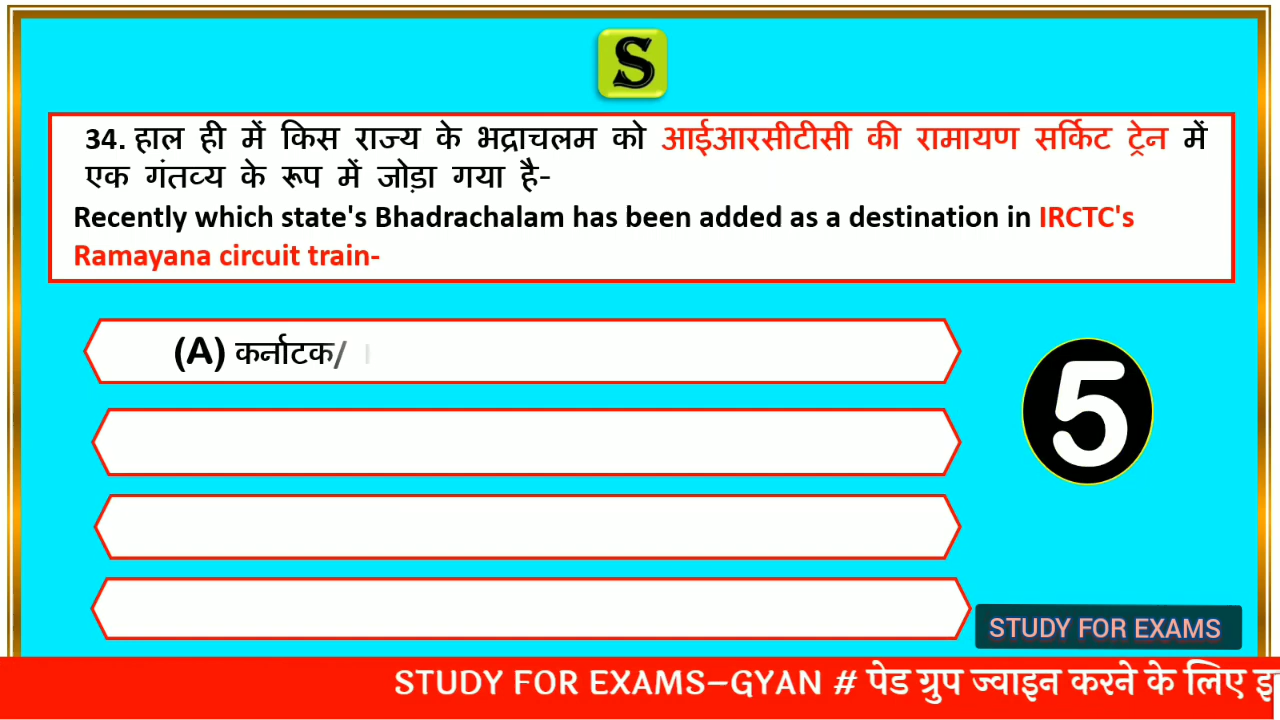 S
34. हाल ही में किस राज्य के भद्राचलम को आईआरसीटीसी की रामायण सर्किट ट्रेन में
एक गंतव्य के रूप में जोड़ा गया है-
Recently which state's Bhadrachalam has been added as a destination in IRCTC's
Ramayana circuit train-
(A) कर्नाटक/
5
STUDY FOR EXAMS
STUDY FOR EXAMS–GYAN # पेड ग्रुप ज्वाइन करने के लिए